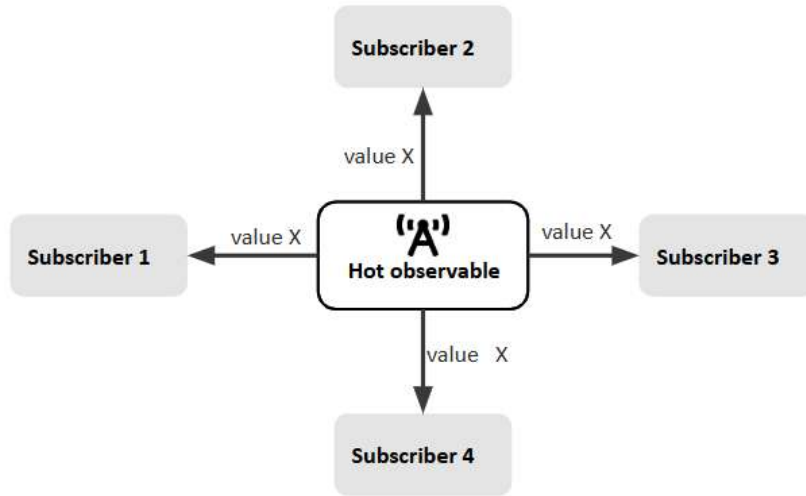 Subscriber 2
value X
Subscriber 1
value X
Hot observable
value X
Subscriber 3
value X
Subscriber 4